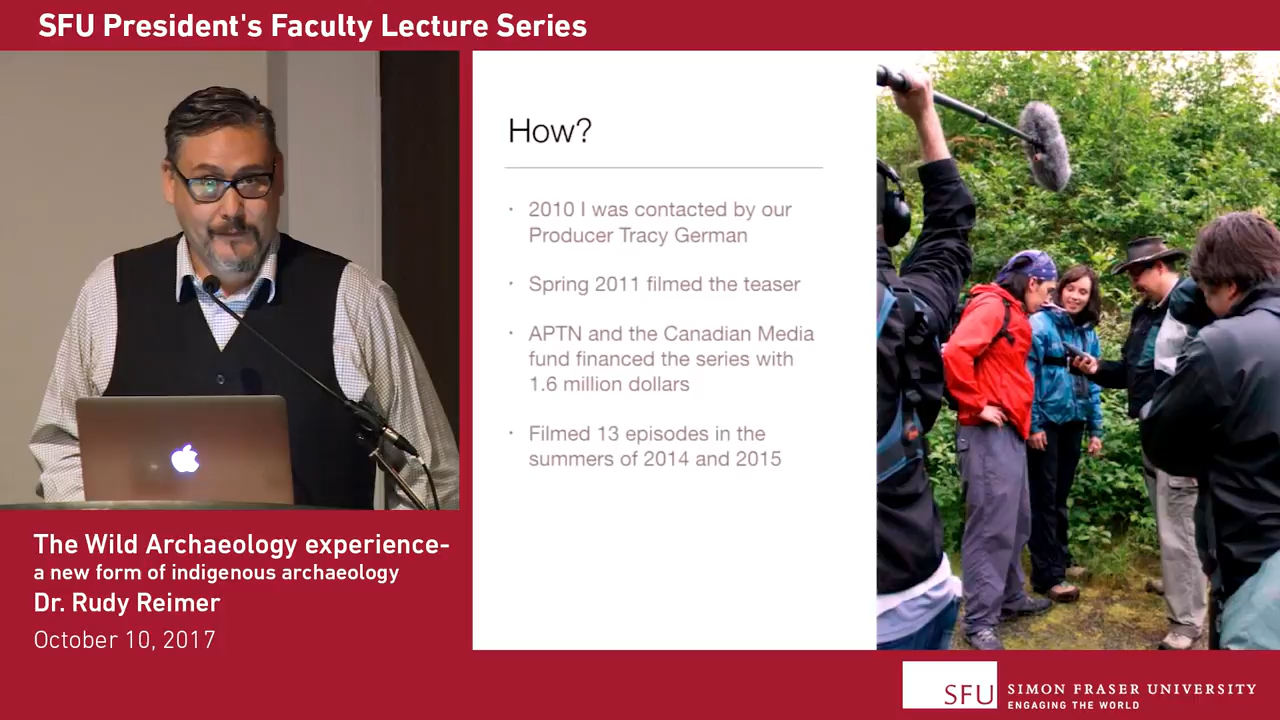 SFU President's Faculty Lecture Series
How?
• 2010 I was contacted by our
Producer Tracy German
• Spring 2011 filmed the teaser
• APTN and the Canadian Media
fund financed the series with
1.6 million dollars
• Filmed 13 episodes in the
summers of 2014 and 2015
The Wild Archaeology experience-
a new form of indigenous archaeology
Dr. Rudy Reimer
October 10, 2017
SFU
SIMON FRASER UNIVERSITY
ENGAGING THE WORLD